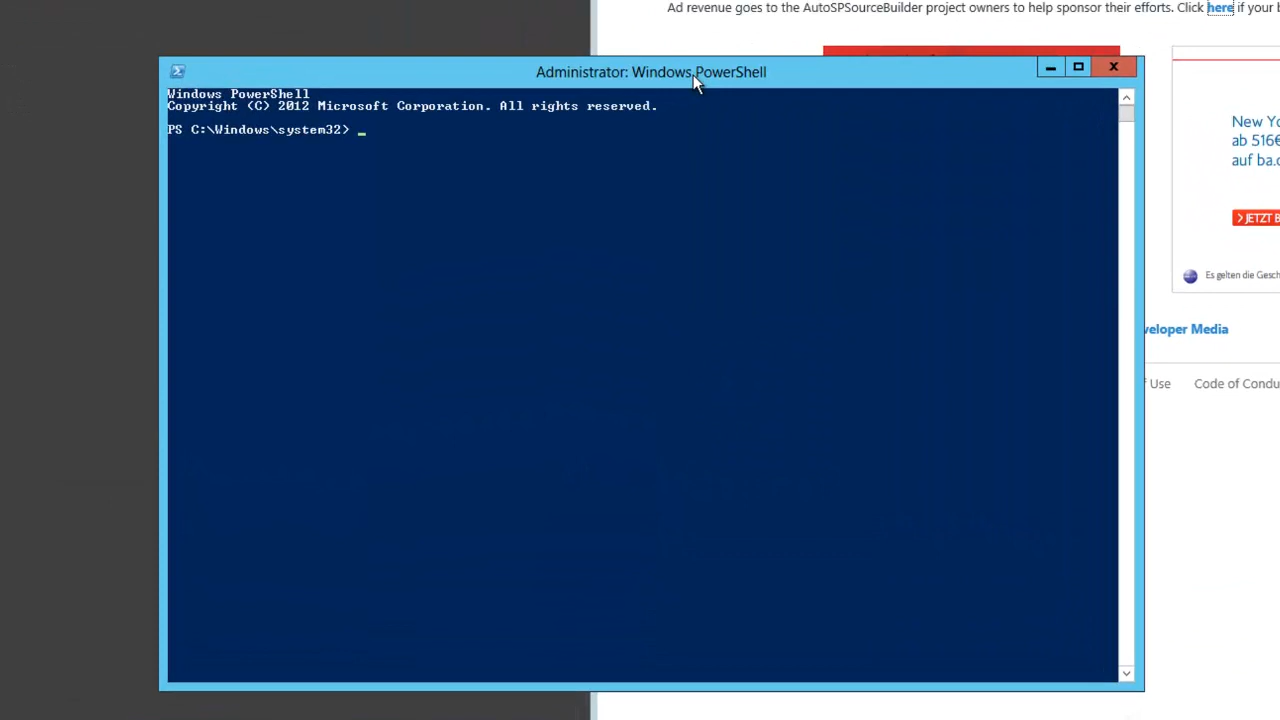 Ad revenue goes to the AutoSPSourceBuilder project owners to help sponsor their efforts. Click here if your
Administrator: Windows PowerShell
Windows PowerShell
Copyright (C) 2012 Microsoft Corporation. All rights reserved.
PS C:\Windows\system32> _
New Yo
ab 516€
auf ba.c
> JETZT B
Es gelten die Gesch
veloper Media
f Use
Code of Condu